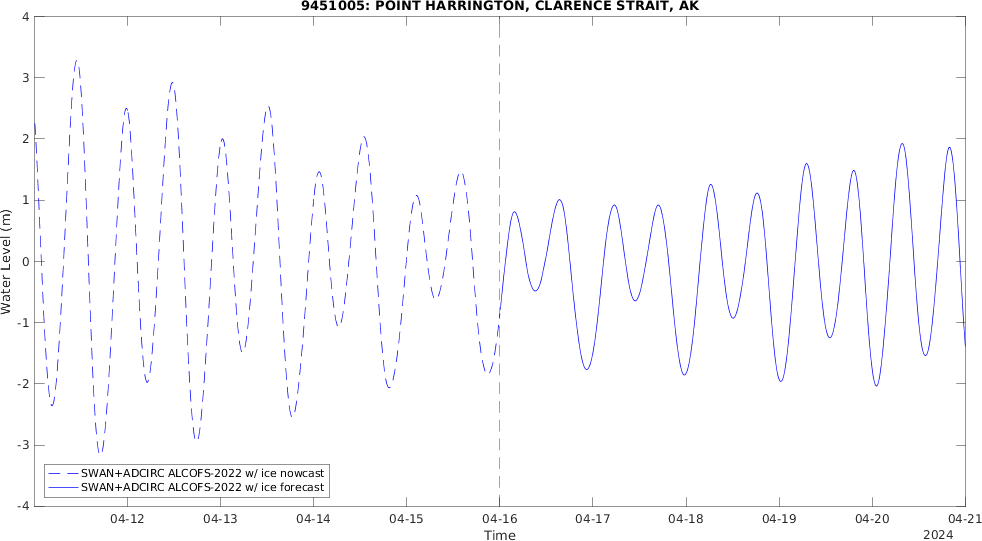 9451005: POINT HARRINGTON, CLARENCE STRAIT, AK
4
3
2
1
0
-1
-2
-3
-4
Water Level (m)
SWAN+ADCIRC ALCOFS-2022 w/ ice nowcast
SWAN+ADCIRC ALCOFS-2022 w/ ice forecast
04-12 04-13 04-14 04-15 04-16 04-17 04-18 04-19 04-20 04-21
Time
2024